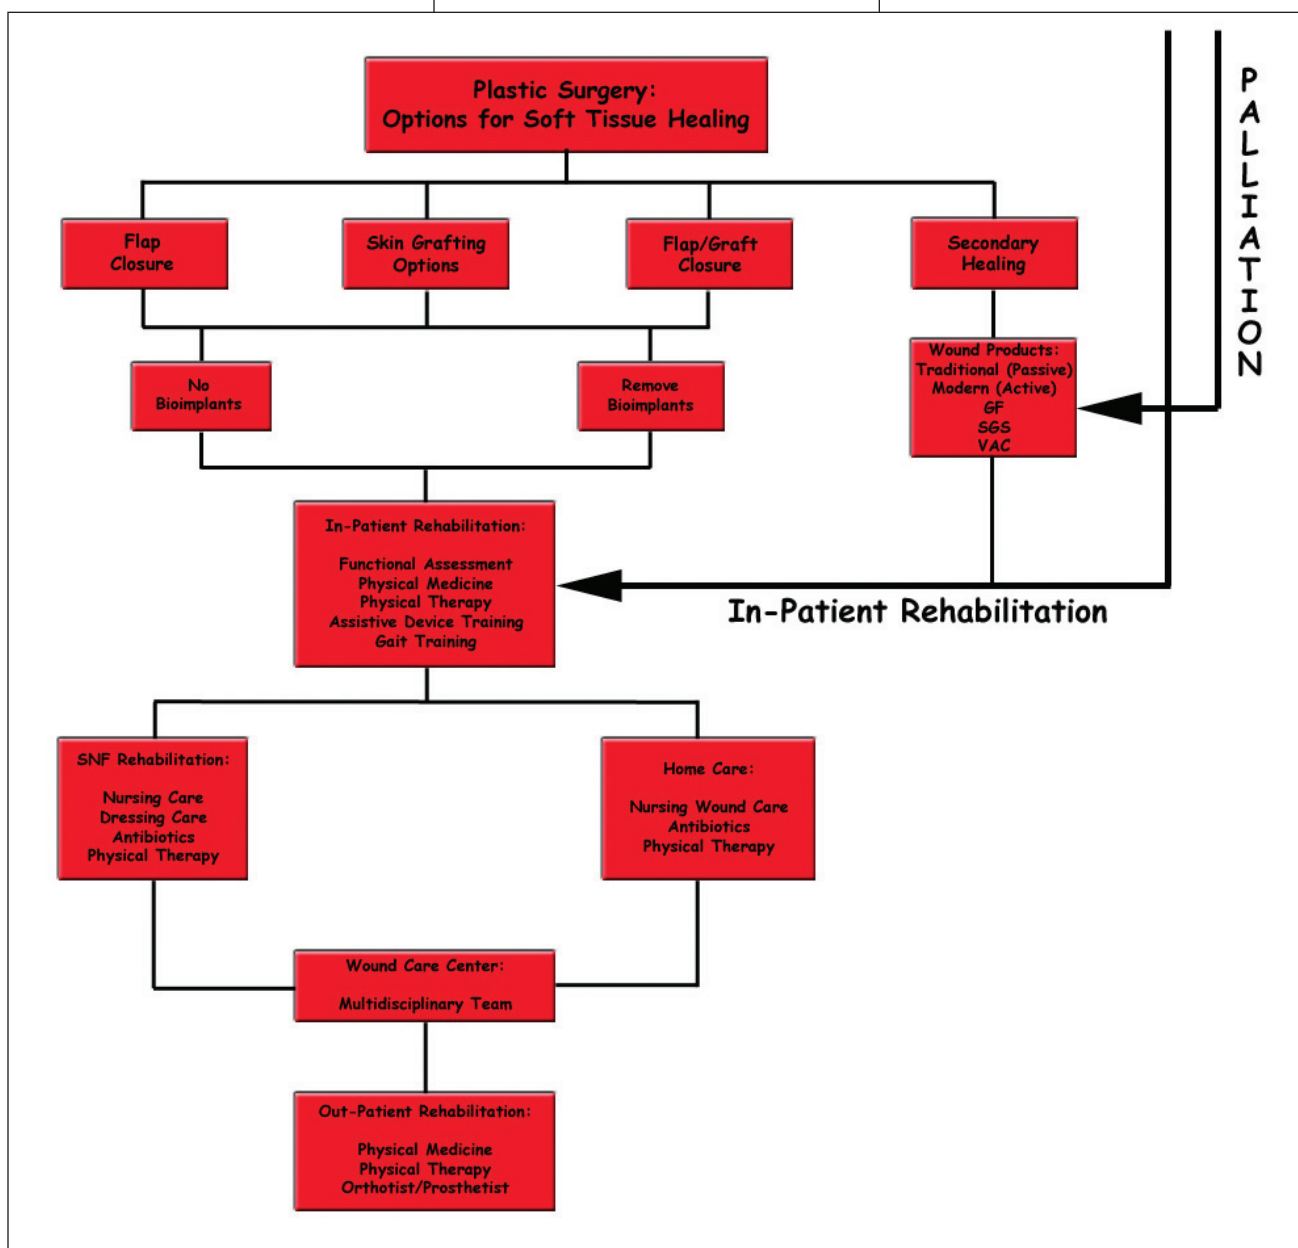 Plastic Surgery:
Options for Soft Tissue Healing
Flap
Closure
Skin Grafting
Options
Flap/Graft
Closure
Secondary
Healing
PALLIATION
No
Bioimplants
Remove
Bioimplants
Wound Products:
Traditional (Passive)
Modern (Active)
GF
SGS
VAC
In-Patient Rehabilitation:
Functional Assessment
Physical Medicine
Physical Therapy
Assistive Device Training
Gait Training
In-Patient Rehabilitation
SNF Rehabilitation:
Nursing Care
Dressing Care
Antibiotics
Physical Therapy
Home Care:
Nursing Wound Care
Antibiotics
Physical Therapy
Wound Care Center:
Multidisciplinary Team
Out-Patient Rehabilitation:
Physical Medicine
Physical Therapy
Orthotist/Prosthetist